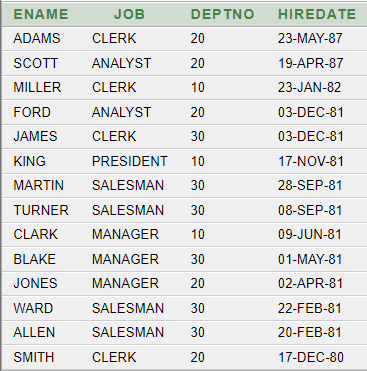 ENAME JOB DEPTNO HIREDATE
ADAMS CLERK 20 23-MAY-87
SCOTT ANALYST 20 19-APR-87
MILLER CLERK 10 23-JAN-82
FORD ANALYST 20 03-DEC-81
JAMES CLERK 30 03-DEC-81
KING PRESIDENT 10 17-NOV-81
MARTIN SALESMAN 30 28-SEP-81
TURNER SALESMAN 30 08-SEP-81
CLARK MANAGER 10 09-JUN-81
BLAKE MANAGER 30 01-MAY-81
JONES MANAGER 20 02-APR-81
WARD SALESMAN 30 22-FEB-81
ALLEN SALESMAN 30 20-FEB-81
SMITH CLERK 20 17-DEC-80